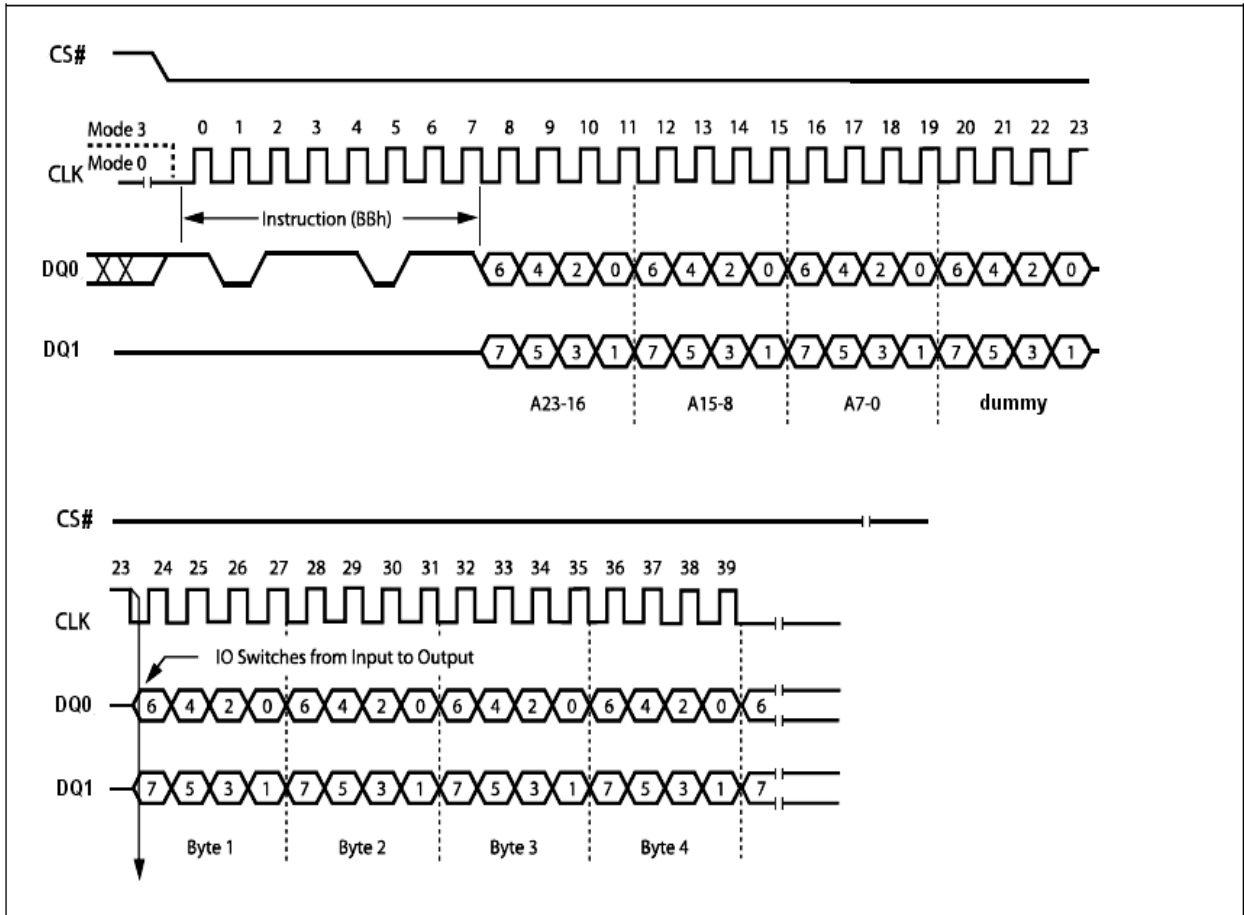 CS#
Mode 3
0 1 2 3 4 5 6 7 8 9 10 11 12 13 14 15 16 17 18 19 20 21 22 23
Mode 0
CLK
Instruction (BBh)
DQ0 6 4 2 0 6 4 2 0 6 4 2 0 6 4 2 0
DQ1 7 5 3 1 7 5 3 1 7 5 3 1 7 5 3 1
A23-16 A15-8 A7-0 dummy
CS#
23 24 25 26 27 28 29 30 31 32 33 34 35 36 37 38 39
CLK
IO Switches from Input to Output
DQ0 6 4 2 0 6 4 2 0 6 4 2 0 6 4 2 0 6
DQ1 7 5 3 1 7 5 3 1 7 5 3 1 7 5 3 1 7
Byte 1 Byte 2 Byte 3 Byte 4